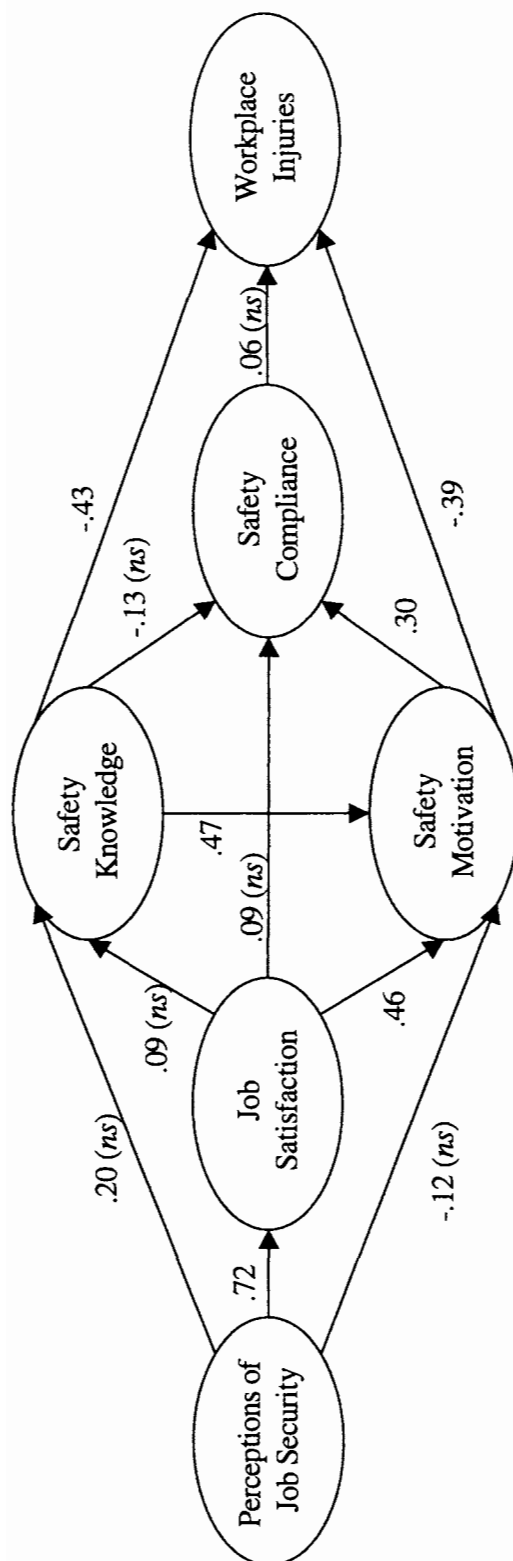 Perceptions of
Job Security
.20 (ns)
.72
-.12 (ns)
Job
Satisfaction
.09 (ns)
.09 (ns)
.46
Safety
Knowledge
.47
Safety
Motivation
-.43
-.13 (ns)
Safety
Compliance
.30
-.39
.06 (ns)
Workplace
Injuries